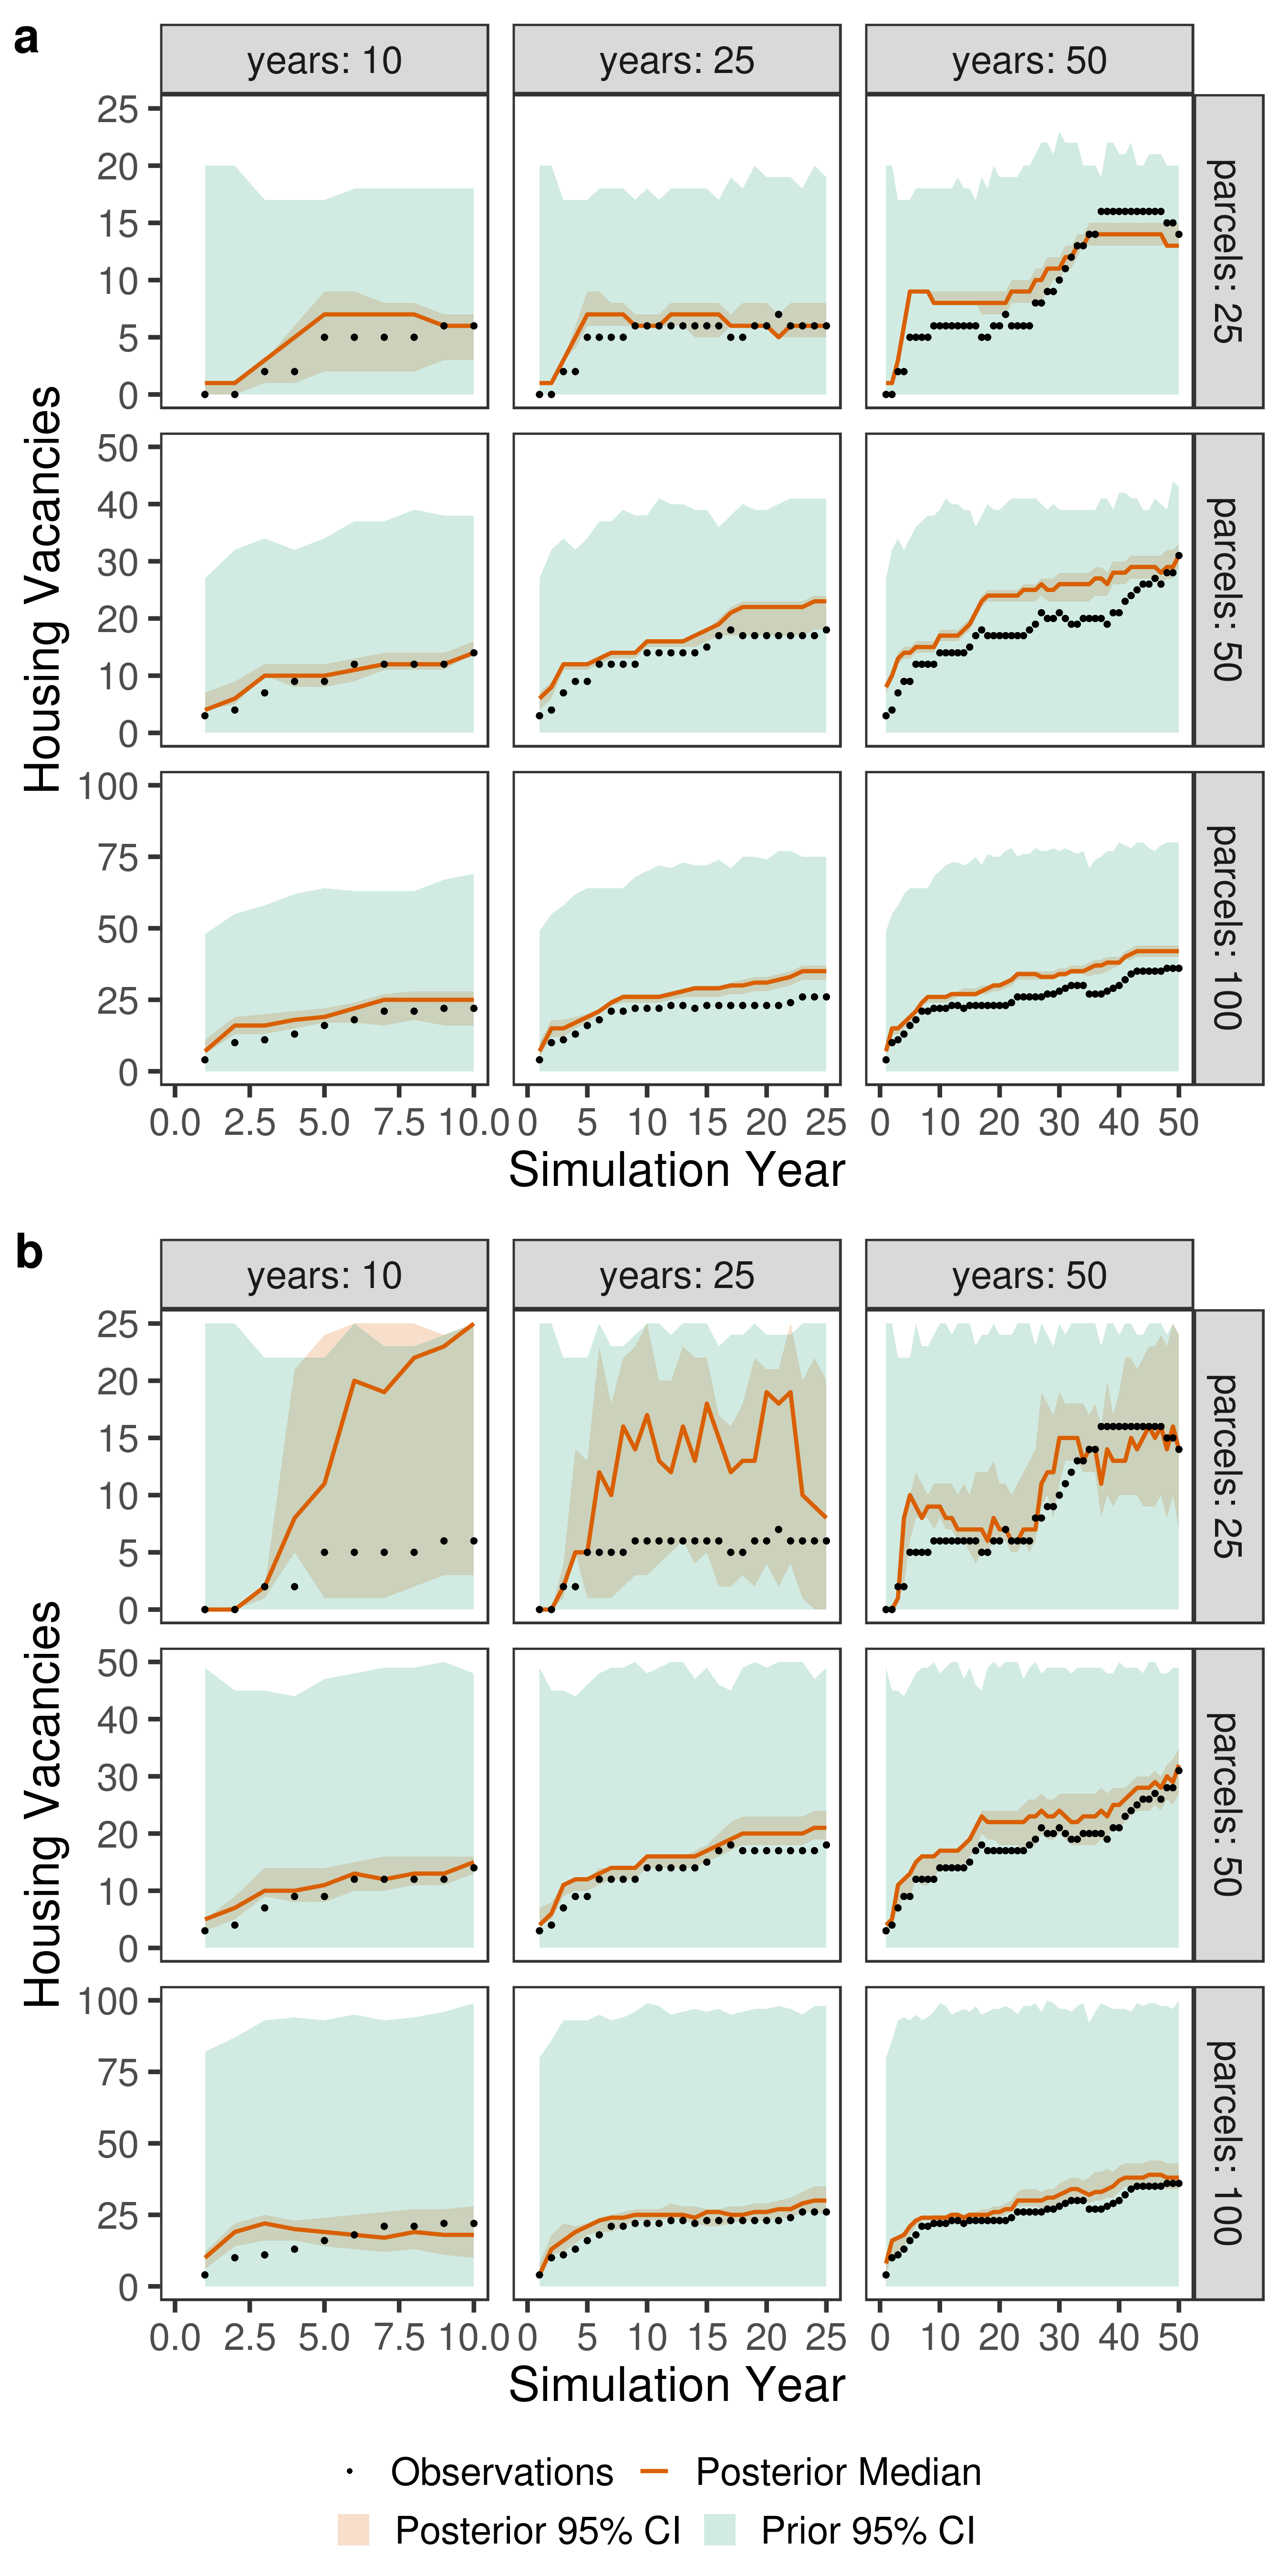 a
years: 10 years: 25 years: 50
25
20
15
10
5
0
parcels: 25
50
40
30
20
10
0
parcels: 50
100
75
50
25
0
parcels: 100
Housing Vacancies
0.0 2.5 5.0 7.5 10.0 0 5 10 15 20 25 0 10 20 30 40 50
Simulation Year
b
years: 10 years: 25 years: 50
25
20
15
10
5
0
parcels: 25
50
40
30
20
10
0
parcels: 50
100
75
50
25
0
parcels: 100
Housing Vacancies
0.0 2.5 5.0 7.5 10.0 0 5 10 15 20 25 0 10 20 30 40 50
Simulation Year
Observations Posterior Median
Posterior 95% CI Prior 95% CI